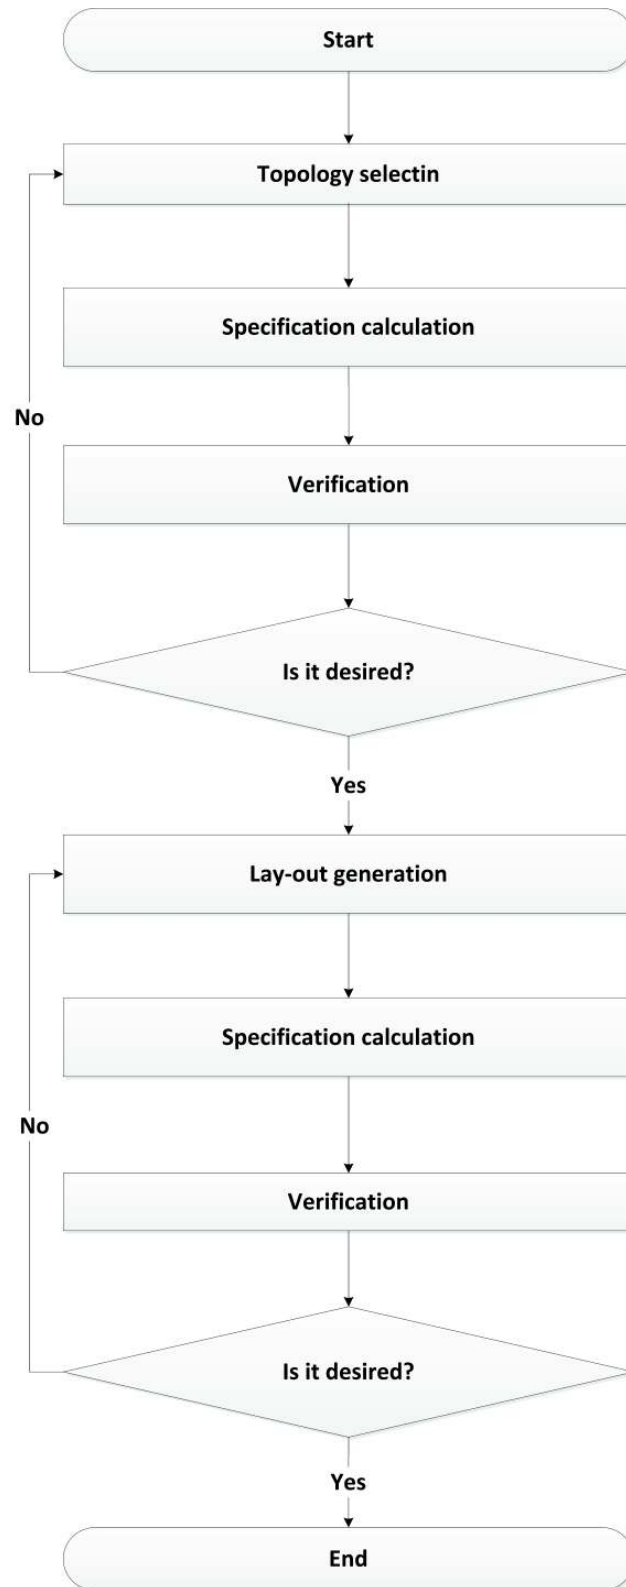 Start
Topology selectin
Specification calculation
No
Verification
Is it desired?
Yes
Lay-out generation
Specification calculation
No
Verification
Is it desired?
Yes
End